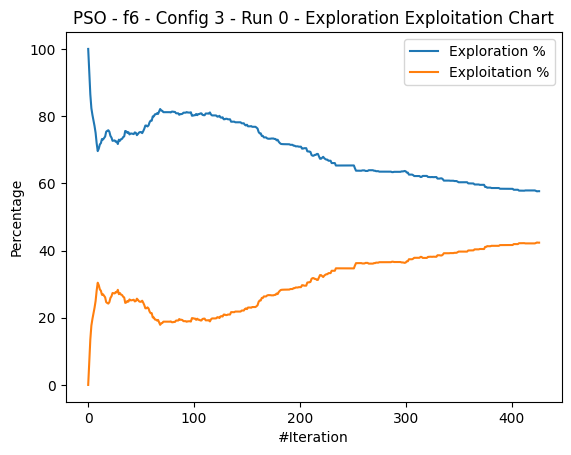 PSO - f6 - Config 3 - Run 0 - Exploration Exploitation Chart
Exploration %
Exploitation %
Percentage
100
80
60
40
20
0
0 100 200 300 400
#Iteration